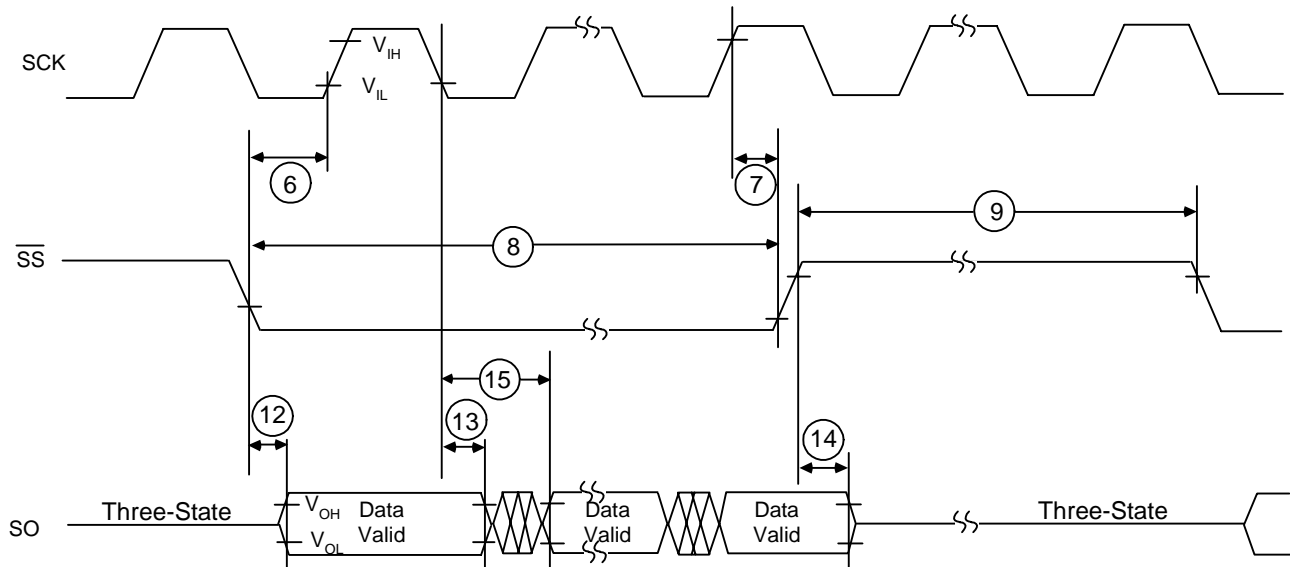 SCK
V_IH
V_IL
6
7
9
8
SS
15
12
13
14
Three-State
V_OH
V_OL
Data
Valid
Data
Valid
Data
Valid
Three-State
SO